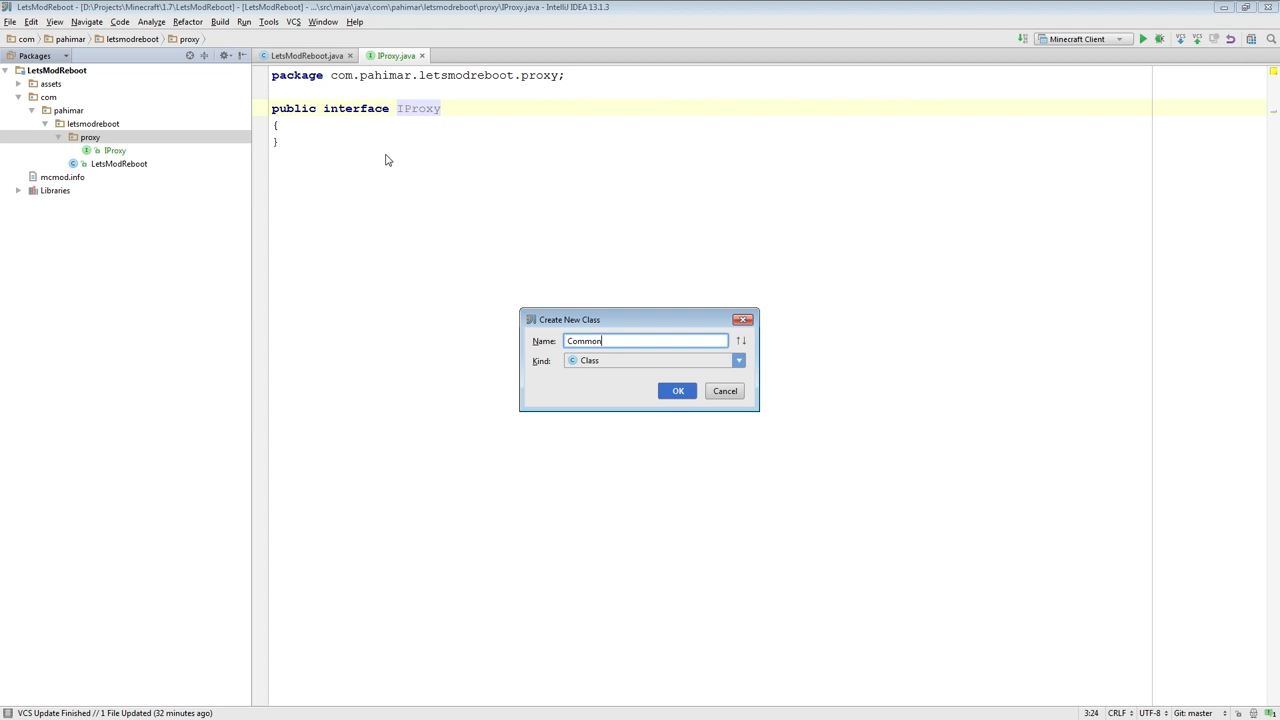 LetsModReboot - [D:\Projects\Minecraft\1.7\LetsModReboot] - [LetsModReboot] - ...\src\main\java\com\pahimar\letsmodreboot\proxy\IProxy.java - IntelliJ IDEA 13.1.3
File Edit View Navigate Code Analyze Refactor Build Run Tools VCS Window Help
com pahimar letsmodreboot proxy Minecraft Client
Packages LetsModReboot.java IProxy.java
LetsModReboot
assets
com
pahimar
letsmodreboot
proxy
IProxy
LetsModReboot
mcmod.info
Libraries
package com.pahimar.letsmodreboot.proxy;
public interface IProxy
{
}
Create New Class
Name: Common
Kind: Class
OK Cancel
VCS Update Finished // 1 File Updated (32 minutes ago) 3:24 CRLF UTF-8 Git: master